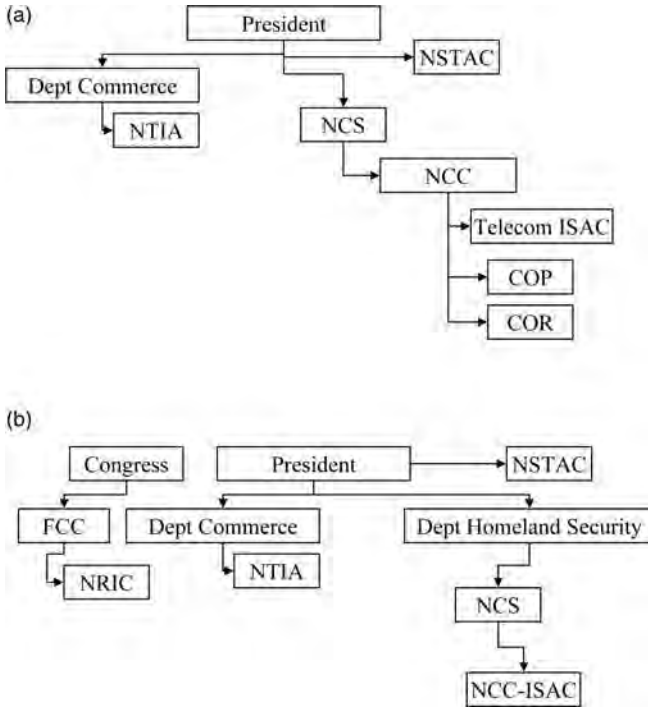 (a)
President
NSTAC
Dept Commerce
NTIA
NCS
NCC
Telecom ISAC
COP
COR
(b)
Congress
President
NSTAC
FCC
Dept Commerce
Dept Homeland Security
NRIC
NTIA
NCS
NCC-ISAC